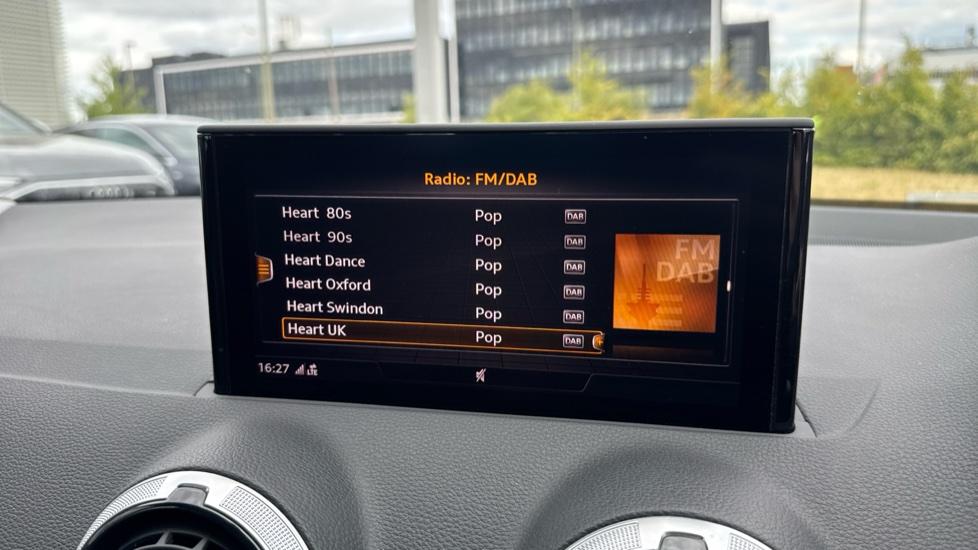 Radio: FM/DAB
Heart 80s Pop DAB
Heart 90s Pop DAB
Heart Dance Pop DAB
Heart Oxford Pop DAB
Heart Swindon Pop DAB
Heart UK Pop DAB
FM
DAB
16:27 LTE